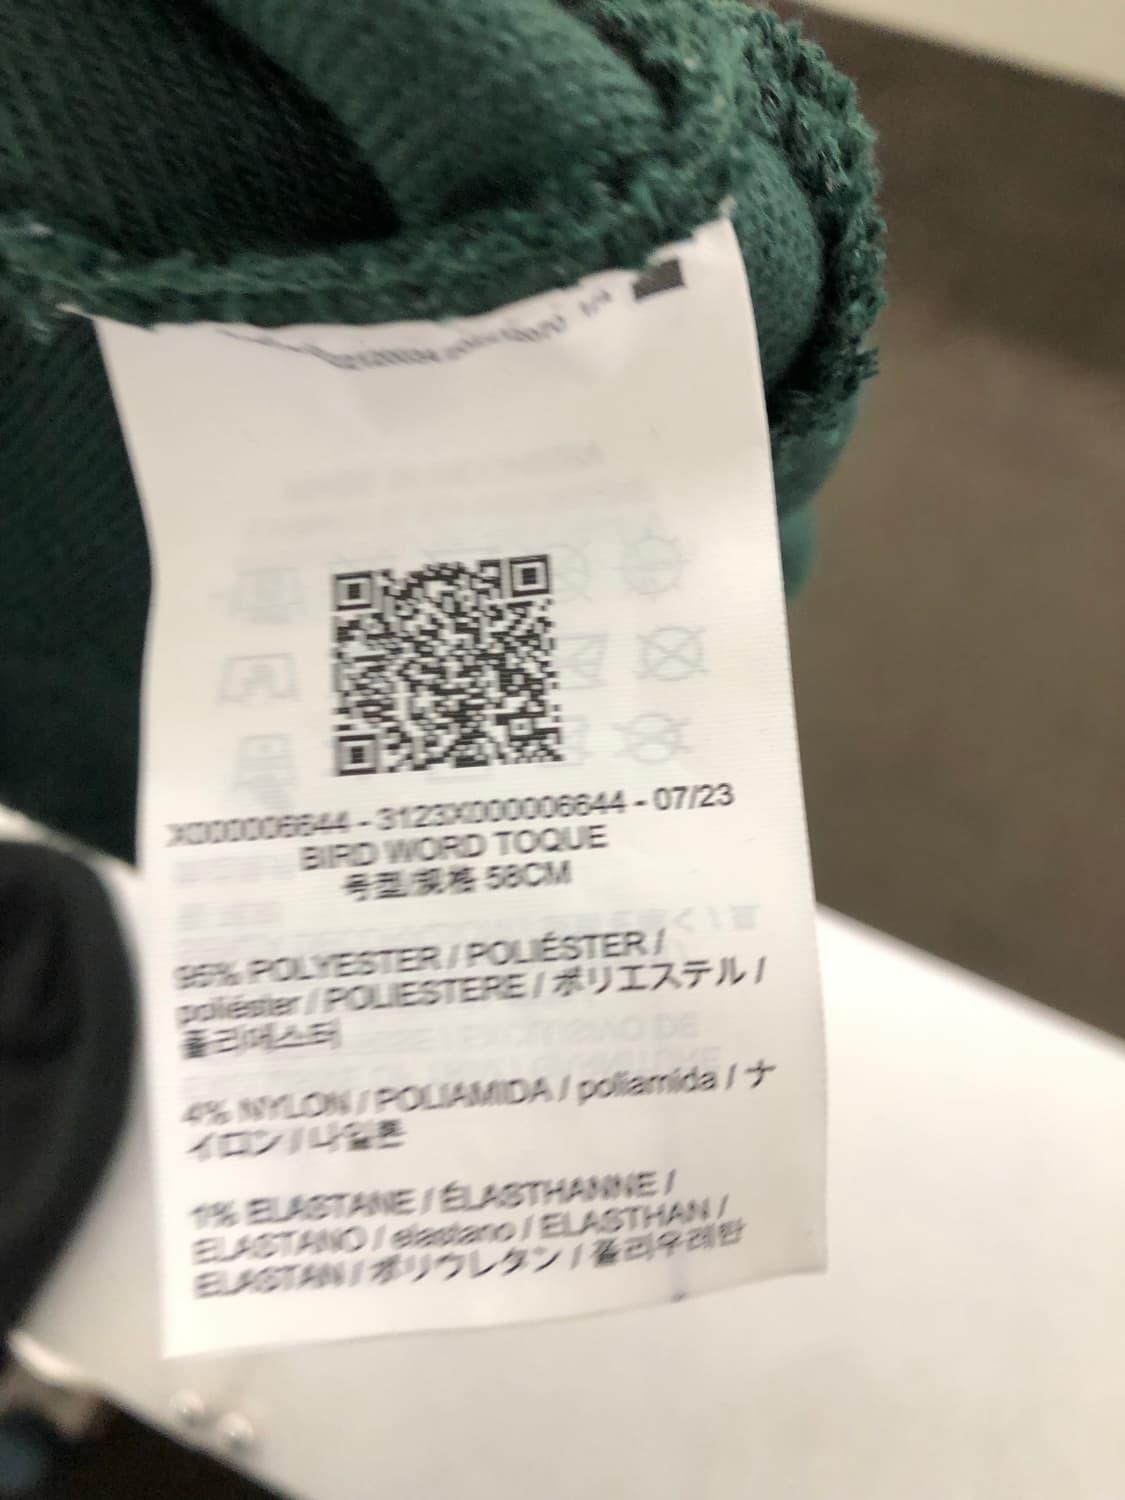 X000006644 - 3123X000006644 - 07/23
BIRD WORD TOQUE
号型/规格 58CM
95% POLYESTER / POLIÉSTER /
poliéster / POLIESTERE / ポリエステル /
폴리에스터
4% NYLON / POLIAMIDA / poliamida / ナ
イロン / 나일론
1% ELASTANE / ÉLASTHANNE /
ELASTANO / elastano / ELASTHAN /
ELASTAN / ポリウレタン / 폴리우레탄